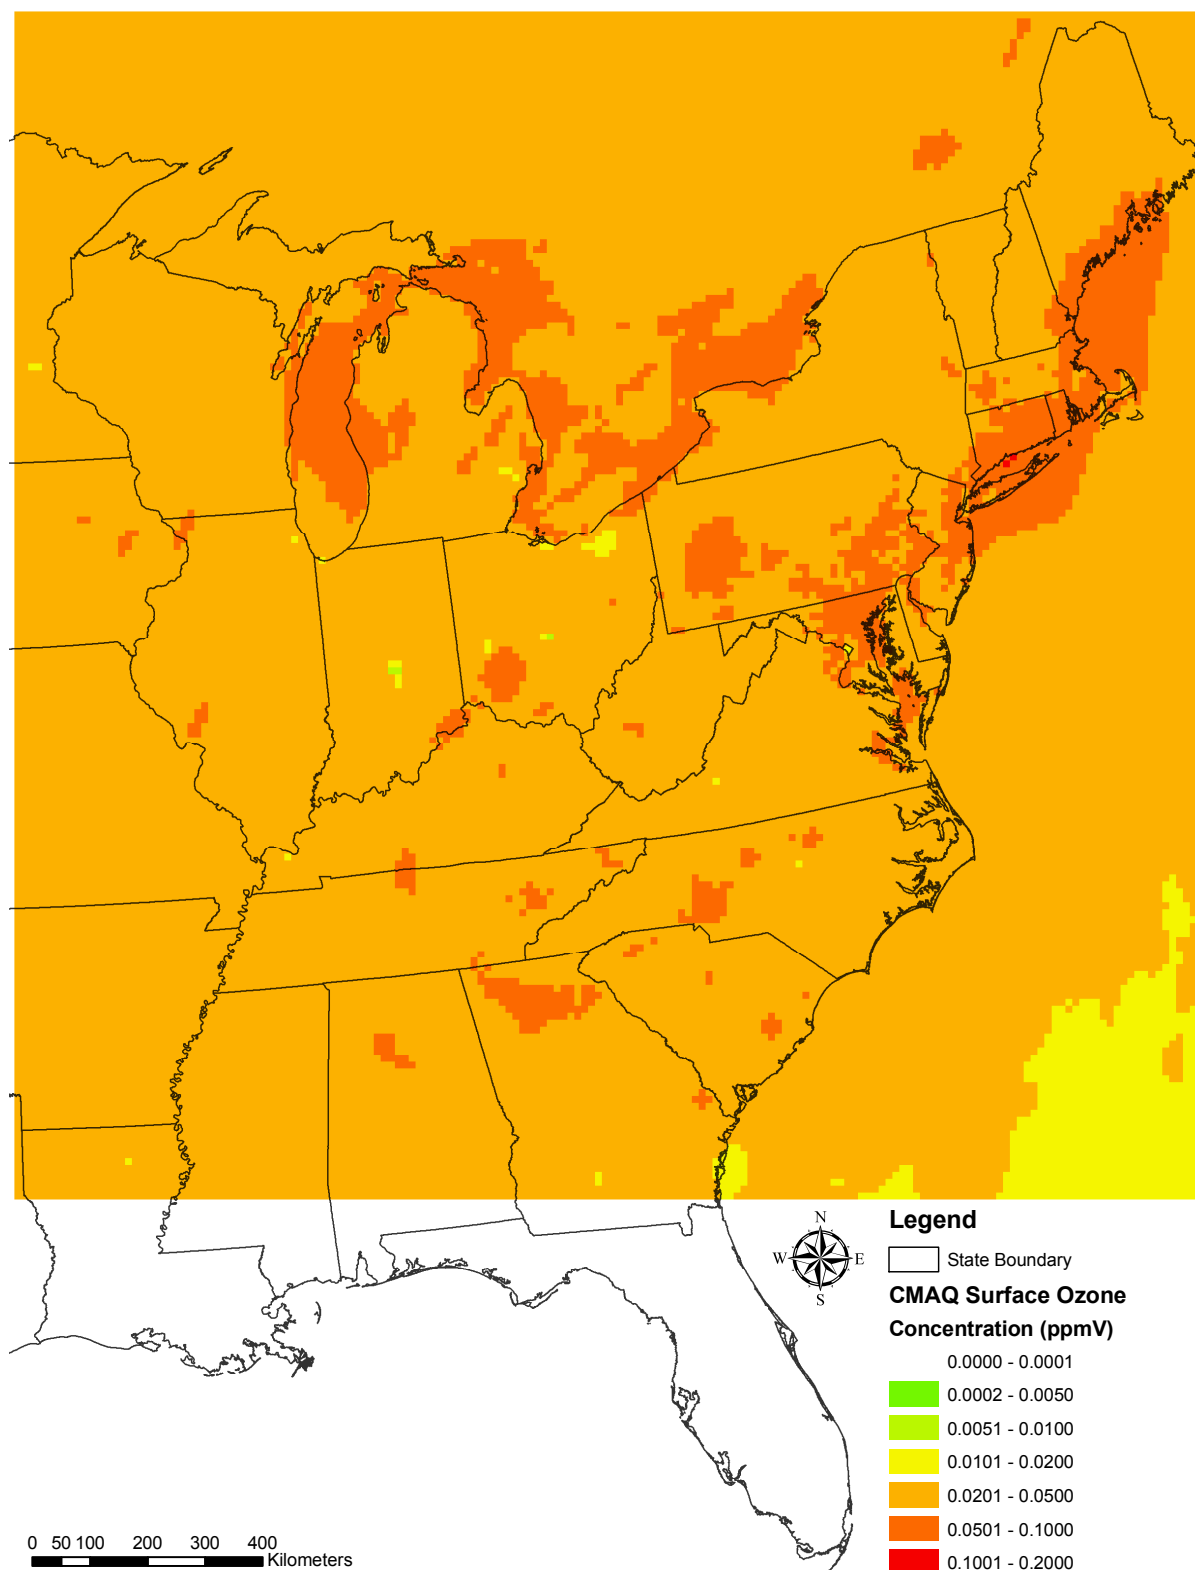 N
W E
S
Legend
State Boundary
CMAQ Surface Ozone
Concentration (ppmV)
0.0000 - 0.0001
0.0002 - 0.0050
0.0051 - 0.0100
0.0101 - 0.0200
0.0201 - 0.0500
0.0501 - 0.1000
0.1001 - 0.2000
0 50 100 200 300 400
Kilometers